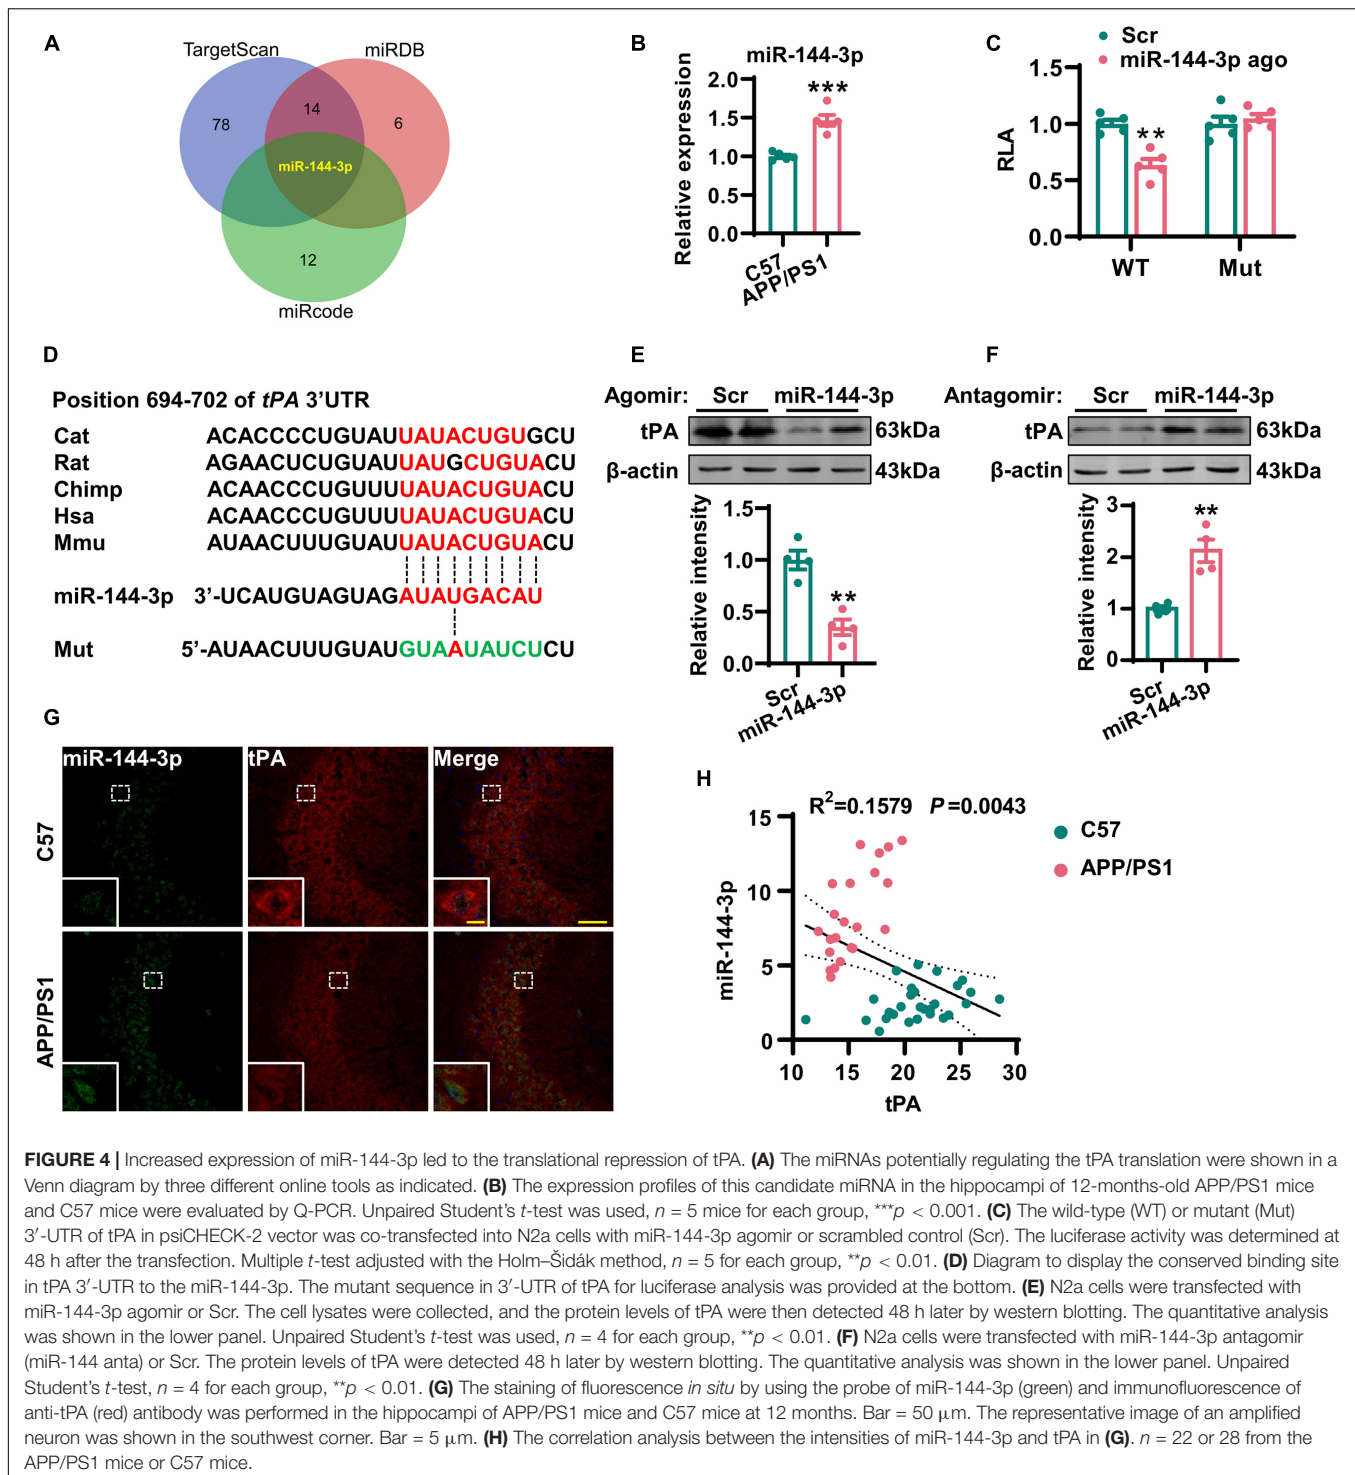 A
TargetScan
miRDB
78
14
6
miR-144-3p
12
miRcode
B
miR-144-3p
Relative expression
2.0
1.5
1.0
0.5
0.0
***
C57
APP/PS1
C
Scr
miR-144-3p ago
RLA
1.5
1.0
0.5
0.0
**
WT
Mut
D
Position 694-702 of tPA 3’UTR
Cat ACACCCCUGUAUUAUACUGUGCU
Rat AGAACUCUGUAUUAUGCUGUACU
Chimp ACAACCUGUUUUAUACUGUACU
Hsa ACAACCUGUUUUAUACUGUACU
Mmu AUAACUUUGUAUUAUACUGUACU
miR-144-3p 3’-UCAUGUAGUAGAUAUGACAU
Mut 5’-AUAACUUUGUAUGUAAUAUCUCU
E
Agomir: Scr miR-144-3p
tPA 63kDa
β-actin 43kDa
Relative intensity
1.5
1.0
0.5
0.0
**
Scr
miR-144-3p
F
Antagomir: Scr miR-144-3p
tPA 63kDa
β-actin 43kDa
Relative intensity
3
2
1
0
**
Scr
miR-144-3p
G
miR-144-3p
tPA
Merge
C57
APP/PS1
H
R²=0.1579 P=0.0043
miR-144-3p
15
10
5
0
10 15 20 25 30
tPA
C57
APP/PS1
FIGURE 4 | Increased expression of miR-144-3p led to the translational repression of tPA. (A) The miRNAs potentially regulating the tPA translation were shown in a
Venn diagram by three different online tools as indicated. (B) The expression profiles of this candidate miRNA in the hippocampi of 12-months-old APP/PS1 mice
and C57 mice were evaluated by Q-PCR. Unpaired Student’s t-test was used, n = 5 mice for each group, ***p < 0.001. (C) The wild-type (WT) or mutant (Mut)
3′-UTR of tPA in psiCHECK-2 vector was co-transfected into N2a cells with miR-144-3p agomir or scrambled control (Scr). The luciferase activity was determined at
48 h after the transfection. Multiple t-test adjusted with the Holm–Šidák method, n = 5 for each group, **p < 0.01. (D) Diagram to display the conserved binding site
in tPA 3′-UTR to the miR-144-3p. The mutant sequence in 3′-UTR of tPA for luciferase analysis was provided at the bottom. (E) N2a cells were transfected with
miR-144-3p agomir or Scr. The cell lysates were collected, and the protein levels of tPA were then detected 48 h later by western blotting. The quantitative analysis
was shown in the lower panel. Unpaired Student’s t-test was used, n = 4 for each group, **p < 0.01. (F) N2a cells were transfected with miR-144-3p antagomir
(miR-144 anta) or Scr. The protein levels of tPA were detected 48 h later by western blotting. The quantitative analysis was shown in the lower panel. Unpaired
Student’s t-test, n = 4 for each group, **p < 0.01. (G) The staining of fluorescence in situ by using the probe of miR-144-3p (green) and immunofluorescence of
anti-tPA (red) antibody was performed in the hippocampi of APP/PS1 mice and C57 mice at 12 months. Bar = 50 μm. The representative image of an amplified
neuron was shown in the southwest corner. Bar = 5 μm. (H) The correlation analysis between the intensities of miR-144-3p and tPA in (G). n = 22 or 28 from the
APP/PS1 mice or C57 mice.